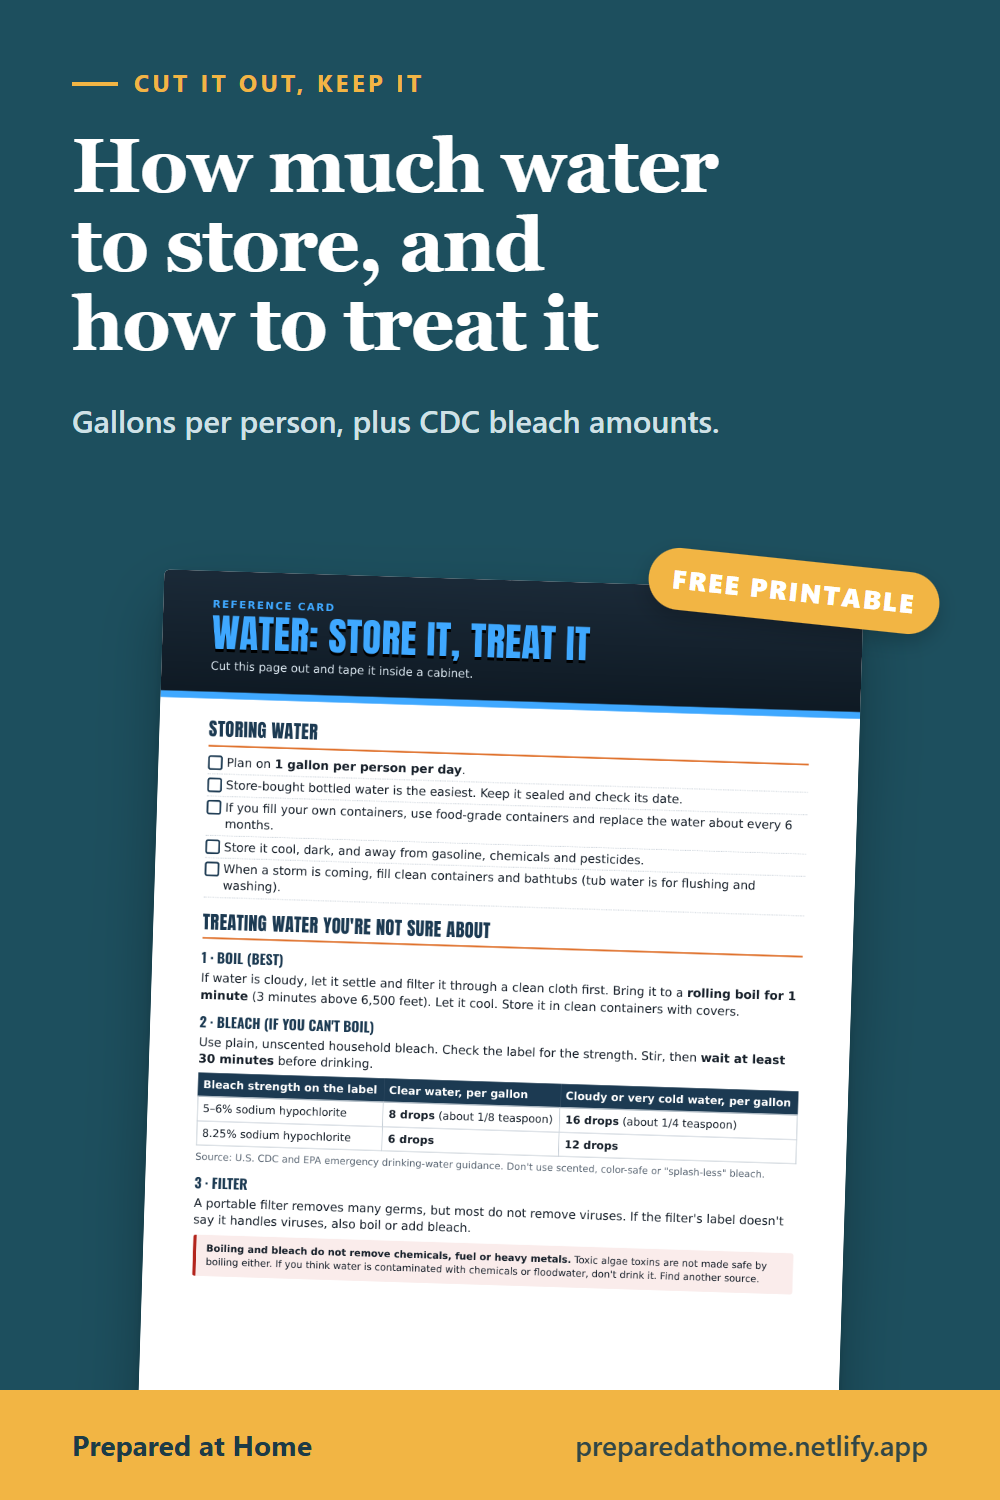 CUT IT OUT, KEEP IT
How much water
to store, and
how to treat it
Gallons per person, plus CDC bleach amounts.
FREE PRINTABLE
REFERENCE CARD
WATER: STORE IT, TREAT IT
Cut this page out and tape it inside a cabinet.
STORING WATER
Plan on 1 gallon per person per day.
Store-bought bottled water is the easiest. Keep it sealed and check its date.
If you fill your own containers, use food-grade containers and replace the water about every 6
months.
Store it cool, dark, and away from gasoline, chemicals and pesticides.
When a storm is coming, fill clean containers and bathtubs (tub water is for flushing and
washing).
TREATING WATER YOU'RE NOT SURE ABOUT
1 · BOIL (BEST)
If water is cloudy, let it settle and filter it through a clean cloth first. Bring it to a rolling boil for 1
minute (3 minutes above 6,500 feet). Let it cool. Store it in clean containers with covers.
2 · BLEACH (IF YOU CAN'T BOIL)
Use plain, unscented household bleach. Check the label for the strength. Stir, then wait at least
30 minutes before drinking.
Bleach strength on the label Clear water, per gallon Cloudy or very cold water, per gallon
5–6% sodium hypochlorite 8 drops (about 1/8 teaspoon) 16 drops (about 1/4 teaspoon)
8.25% sodium hypochlorite 6 drops 12 drops
Source: U.S. CDC and EPA emergency drinking-water guidance. Don't use scented, color-safe or "splash-less" bleach.
3 · FILTER
A portable filter removes many germs, but most do not remove viruses. If the filter's label doesn't
say it handles viruses, also boil or add bleach.
Boiling and bleach do not remove chemicals, fuel or heavy metals. Toxic algae toxins are not made safe by
boiling either. If you think water is contaminated with chemicals or floodwater, don't drink it. Find another source.
Prepared at Home
preparedathome.netlify.app